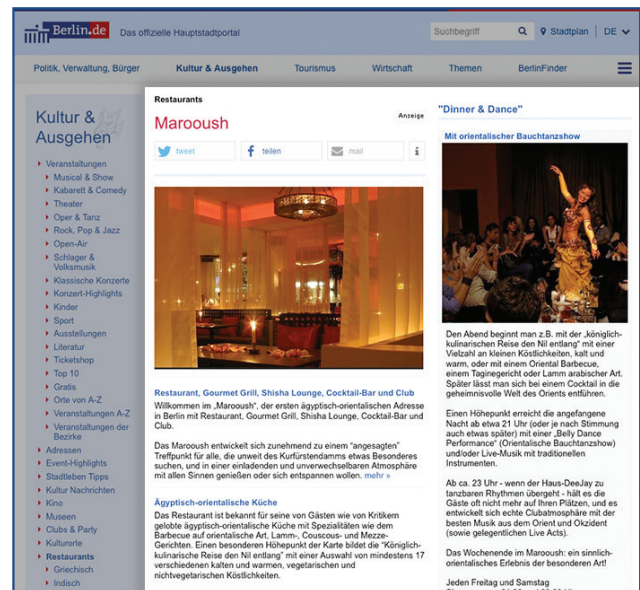 Berlin.de
Das offizielle Hauptstadtportal
Suchbegriff
Stadtplan
DE
Politik, Verwaltung, Bürger
Kultur & Ausgehen
Tourismus
Wirtschaft
Themen
BerlinFinder
Kultur &
Ausgehen
Veranstaltungen
Musical & Show
Kabarett & Comedy
Theater
Oper & Tanz
Rock, Pop & Jazz
Open-Air
Schlager &
Volksmusik
Klassische Konzerte
Konzert-Highlights
Kinder
Sport
Ausstellungen
Literatur
Ticketshop
Top 10
Gratis
Orte von A-Z
Veranstaltungen A-Z
Veranstaltungen der
Bezirke
Adressen
Event-Highlights
Stadtleben Tipps
Kultur Nachrichten
Kino
Museen
Clubs & Party
Kulturorte
Restaurants
Griechisch
Indisch
Restaurants
Marooush
Anzeige
tweet
teilen
mail
i
Restaurant, Gourmet Grill, Shisha Lounge, Cocktail-Bar und Club
Willkommen im „Marooush“, der ersten ägyptisch-orientalischen Adresse
in Berlin mit Restaurant, Gourmet Grill, Shisha Lounge, Cocktail-Bar und
Club.
Das Marooush entwickelt sich zunehmend zu einem "angesagten"
Treffpunkt für alle, die unweit des Kurfürstendamms etwas Besonderes
suchen, und in einer einladenden und unverwechselbaren Atmosphäre
mit allen Sinnen genießen oder sich entspannen wollen. mehr »
Ägyptisch-orientalische Küche
Das Restaurant ist bekannt für seine von Gästen wie von Kritikern
gelobte ägyptisch-orientalische Küche mit Spezialitäten wie dem
Barbecue auf orientalische Art, Lamm-, Couscous- und Mezze-
Gerichten. Einen besonderen Höhepunkt der Karte bildet die "Königlich-
kulinarische Reise den Nil entlang" mit einer Auswahl von mindestens 17
verschiedenen kalten und warmen, vegetarischen und
nichtvegetarischen Köstlichkeiten.
"Dinner & Dance"
Mit orientalischer Bauchtanzshow
Den Abend beginnt man z.B. mit der „königlich-
kulinarischen Reise den Nil entlang" mit einer
Vielzahl an kleinen Köstlichkeiten, kalt und
warm, oder mit einem Oriental Barbecue,
einem Taginegericht oder Lamm arabischer Art.
Später lässt man sich bei einem Cocktail in die
geheimnisvolle Welt des Orients entführen.
Einen Höhepunkt erreicht die angefangene
Nacht ab etwa 21 Uhr (oder je nach Stimmung
auch etwas später) mit einer „Belly Dance
Performance" (Orientalische Bauchtanzshow)
und/oder Live-Musik mit traditionellen
Instrumenten.
Ab ca. 23 Uhr - wenn der Haus-DeeJay zu
tanzbaren Rhythmen übergeht - hält es die
Gäste oft nicht mehr auf Ihren Plätzen, und es
entwickelt sich echte Clubatmosphäre mit der
besten Musik aus dem Orient und Okzident
(sowie gelegentlichen Live Acts).
Das Wochenende im Marooush: ein sinnlich-
orientalisches Erlebnis der besonderen Art!
Jeden Freitag und Samstag